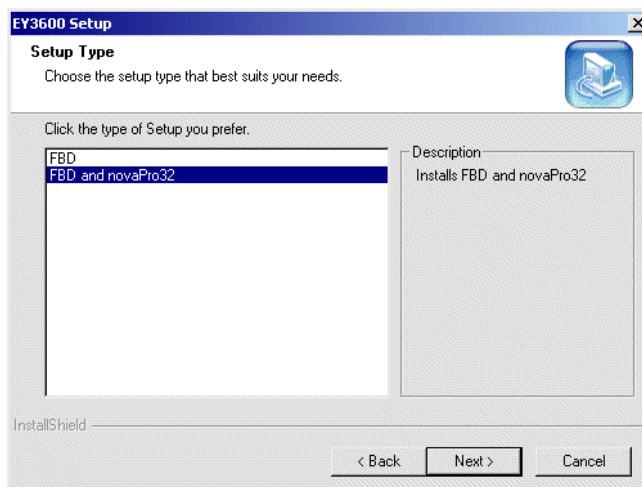 EY3600 Setup
Setup Type
Choose the setup type that best suits your needs.
Click the type of Setup you prefer.
FBD
FBD and novaPro32
Description
Installs FBD and novaPro32
InstallShield
< Back
Next >
Cancel